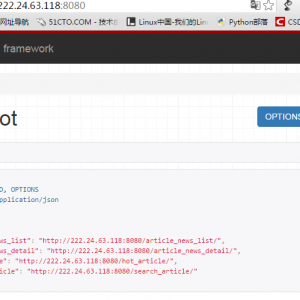 222.24.63.118:8080
网址导航 51CTO.COM - 技术 Linux中国-我们的Lin Python部落 CSD
framework
ot
OPTIONS
D, OPTIONS
pplication/json
ws_list": "http://222.24.63.118:8080/article_news_list/",
ws_detail": "http://222.24.63.118:8080/article_news_detail/",
e": "http://222.24.63.118:8080/hot_article/",
icle": "http://222.24.63.118:8080/search_article/"